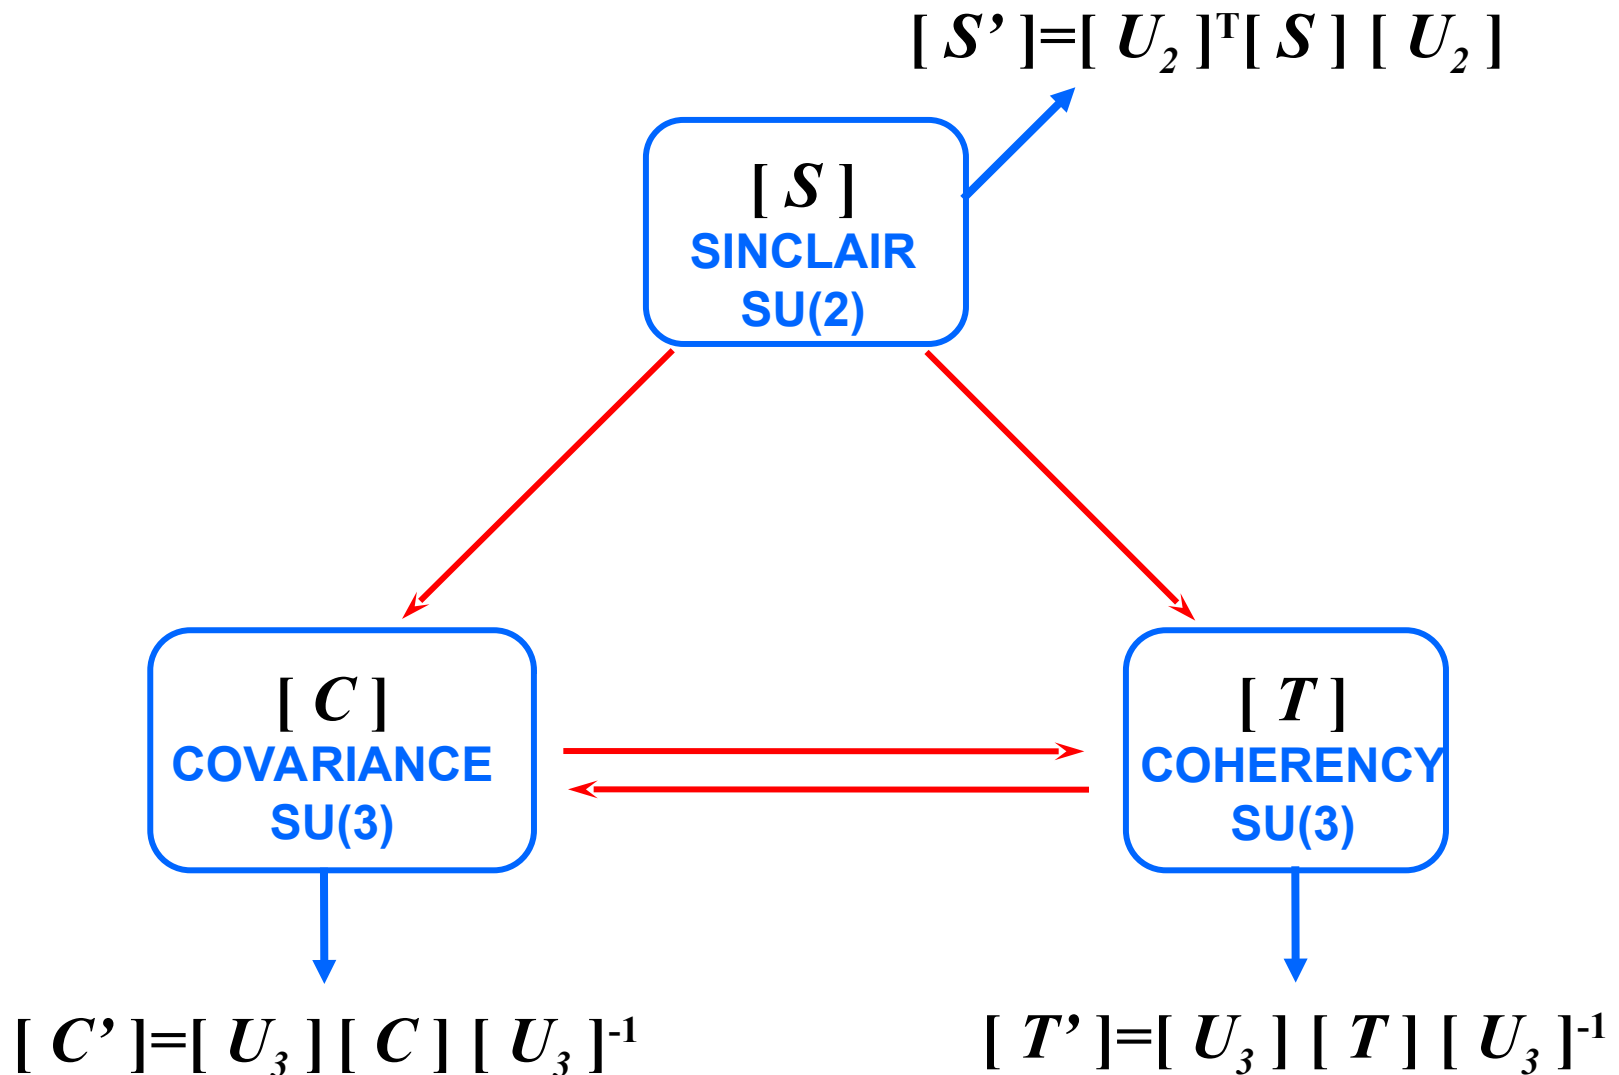 [ S’ ]=[ U2 ]T[ S ] [ U2 ]
[ S ]
SINCLAIR
SU(2)
[ C ]
COVARIANCE
SU(3)
[ T ]
COHERENCY
SU(3)
[ C’ ]=[ U3 ] [ C ] [ U3 ]-1
[ T’ ]=[ U3 ] [ T ] [ U3 ]-1